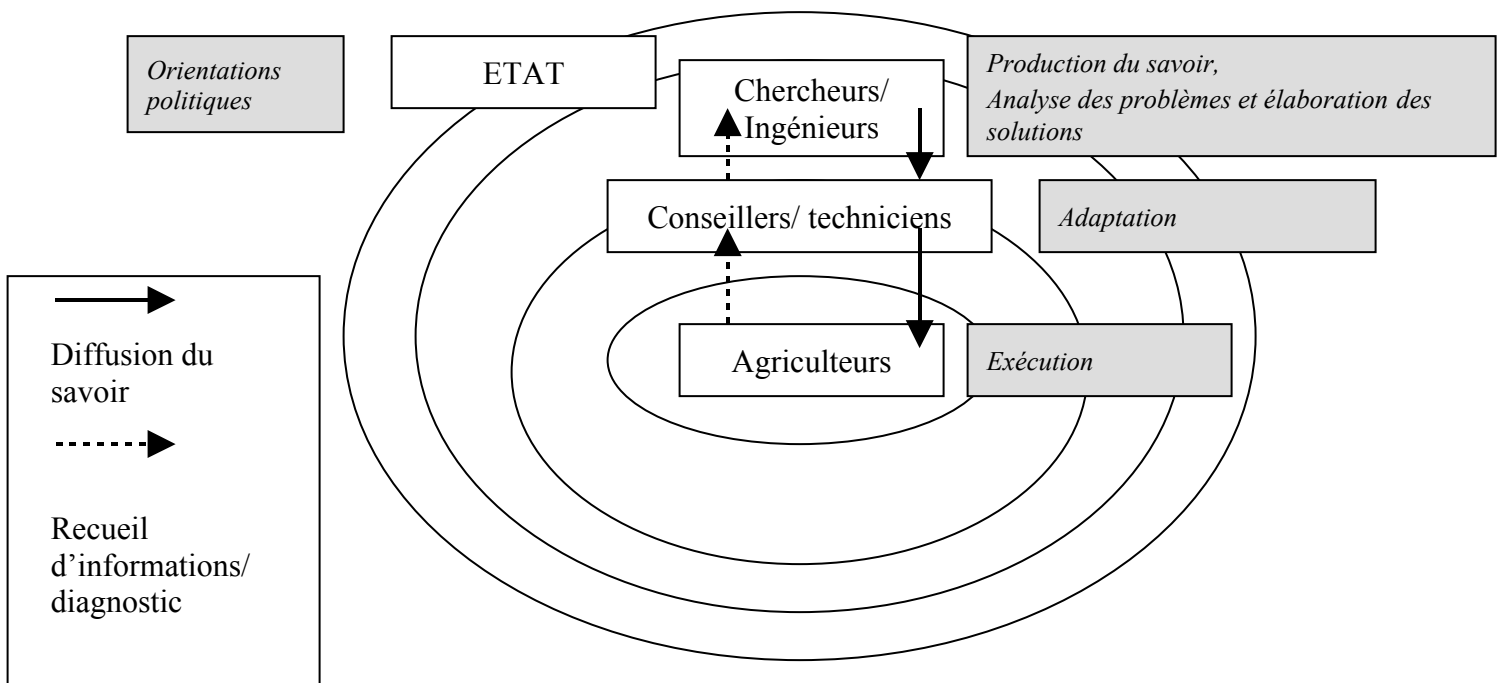 Orientations
politiques
ETAT
Chercheurs/
Ingénieurs
Production du savoir,
Analyse des problèmes et élaboration des
solutions
Conseillers/ techniciens
Adaptation
Agriculteurs
Exécution
Diffusion du
savoir
Recueil
d’informations/
diagnostic